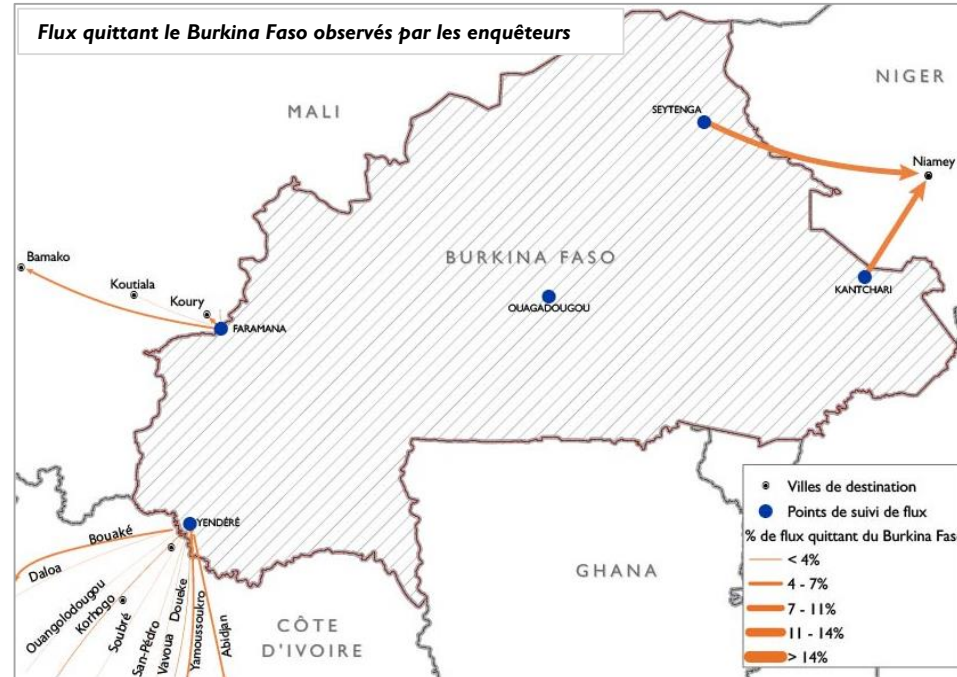 Flux quittant le Burkina Faso observés par les enquêteurs
NIGER
MALI
SEYTENGA
Niamey
BURKINA FASO
Bamako
Koutiala
Koury
KANTCHARI
OUAGADOUGOU
FARAMANA
YENDÉRÉ
Bouaké
Daloa
Ouangolodougou
Korhogo
Soubré
San-Pédro
Vavoua
Doueke
Yamoussoukro
Abidjan
GHANA
CÔTE
D'IVOIRE
Villes de destination
Points de suivi de flux
% de flux quittant du Burkina Fas
< 4%
4 - 7%
7 - 11%
11 - 14%
> 14%